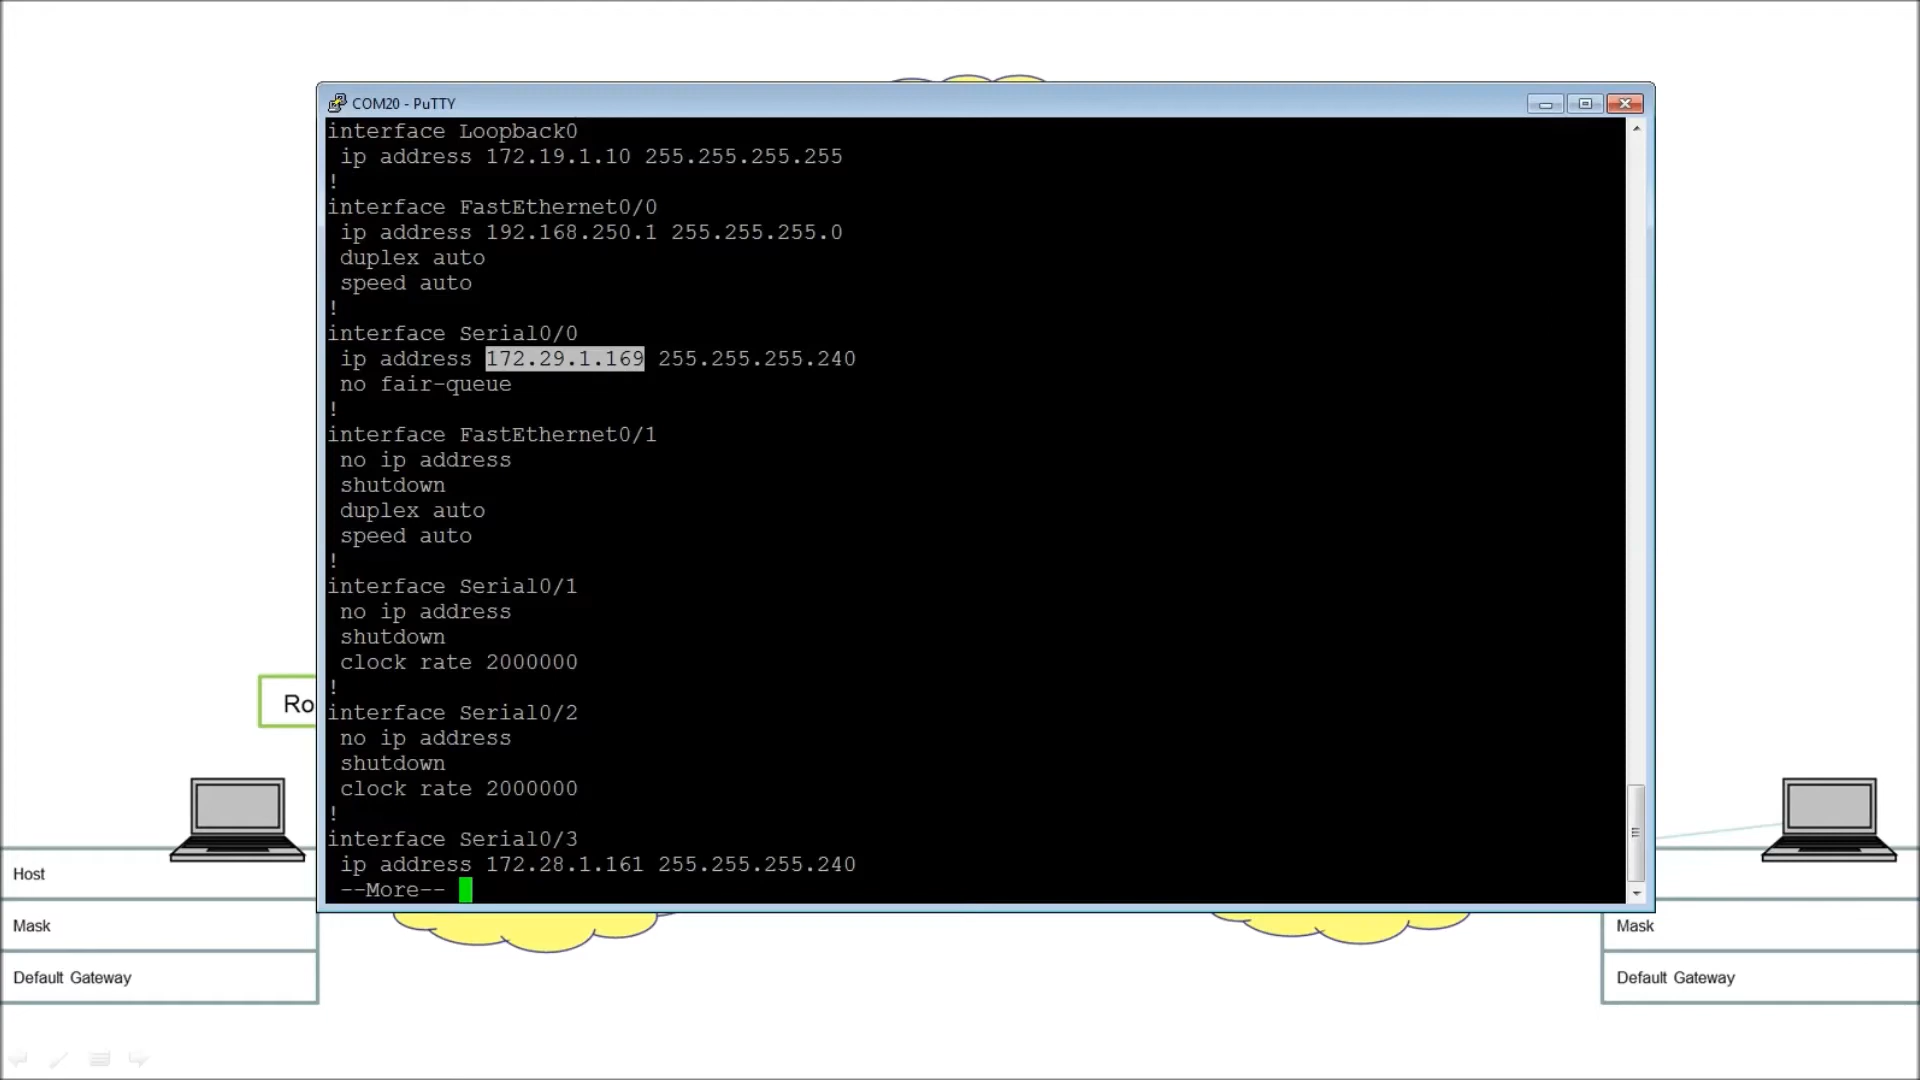 COM20 - PuTTY
interface Loopback0
ip address 172.19.1.10 255.255.255.255
!
interface FastEthernet0/0
ip address 192.168.250.1 255.255.255.0
duplex auto
speed auto
!
interface Serial0/0
ip address 172.29.1.169 255.255.255.240
no fair-queue
!
interface FastEthernet0/1
no ip address
shutdown
duplex auto
speed auto
!
interface Serial0/1
no ip address
shutdown
clock rate 2000000
!
interface Serial0/2
no ip address
shutdown
clock rate 2000000
!
interface Serial0/3
ip address 172.28.1.161 255.255.255.240
--More--
Ro
Host
Mask
Default Gateway
Mask
Default Gateway